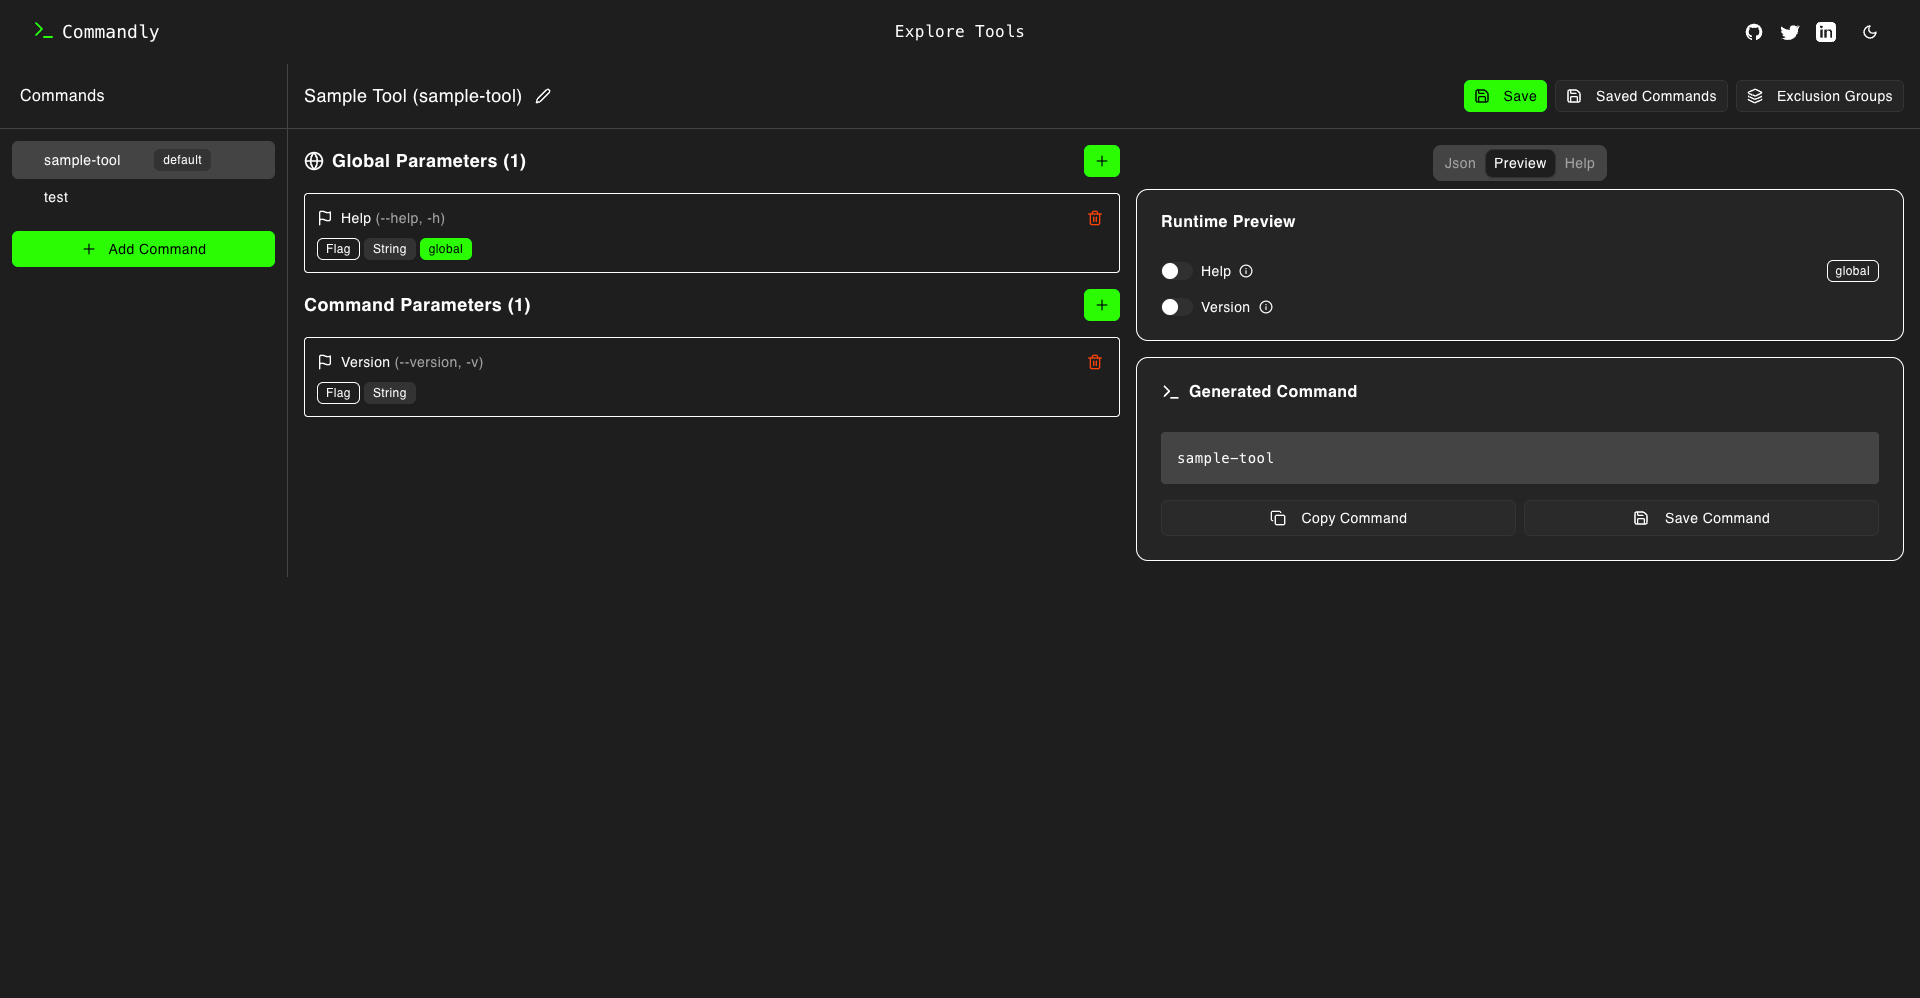 Commandly
Explore Tools
Commands
Sample Tool (sample-tool)
Save
Saved Commands
Exclusion Groups
sample-tool default
test
Add Command
Global Parameters (1)
Help (--help, -h)
Flag String global
Command Parameters (1)
Version (--version, -v)
Flag String
Json Preview Help
Runtime Preview
Help global
Version
Generated Command
sample-tool
Copy Command
Save Command